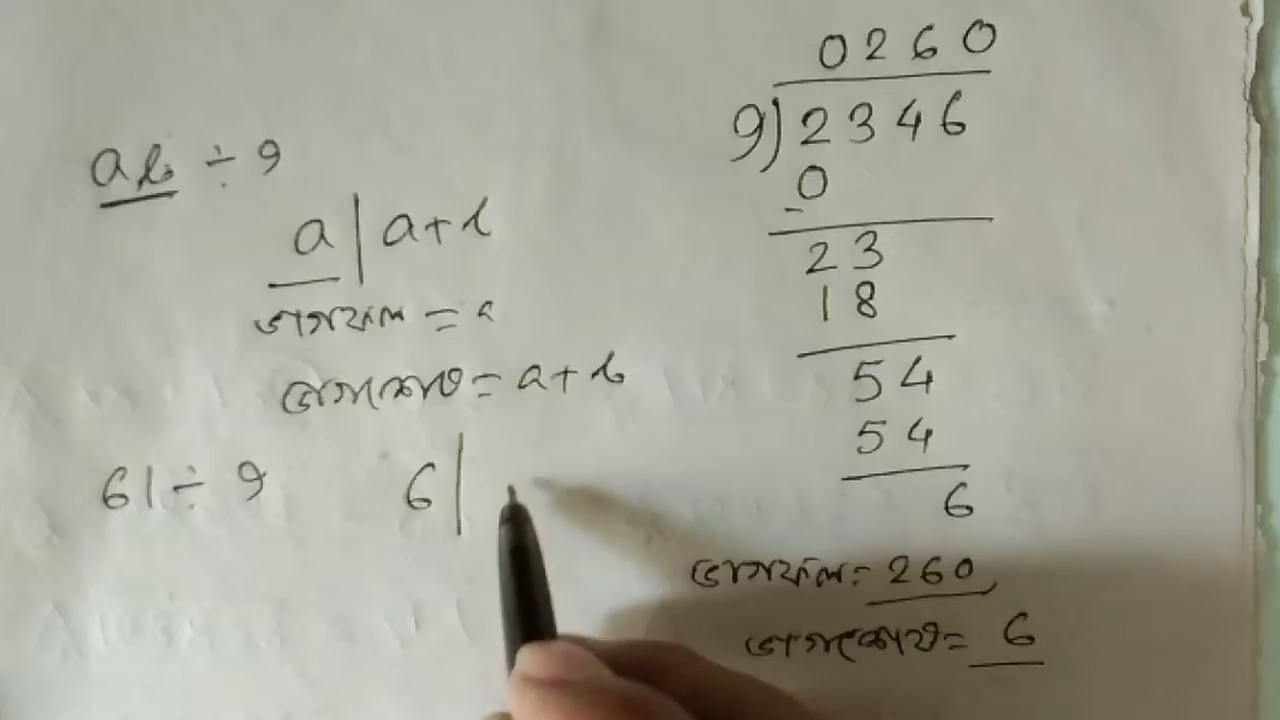 ab ÷ 9
a | a+b
ভাগফল = a
ভাগশেষ = a+b
61 ÷ 9 6 |
0260
9)2346
0
23
18
54
54
6
ভাগফল = 260
ভাগশেষ = 6